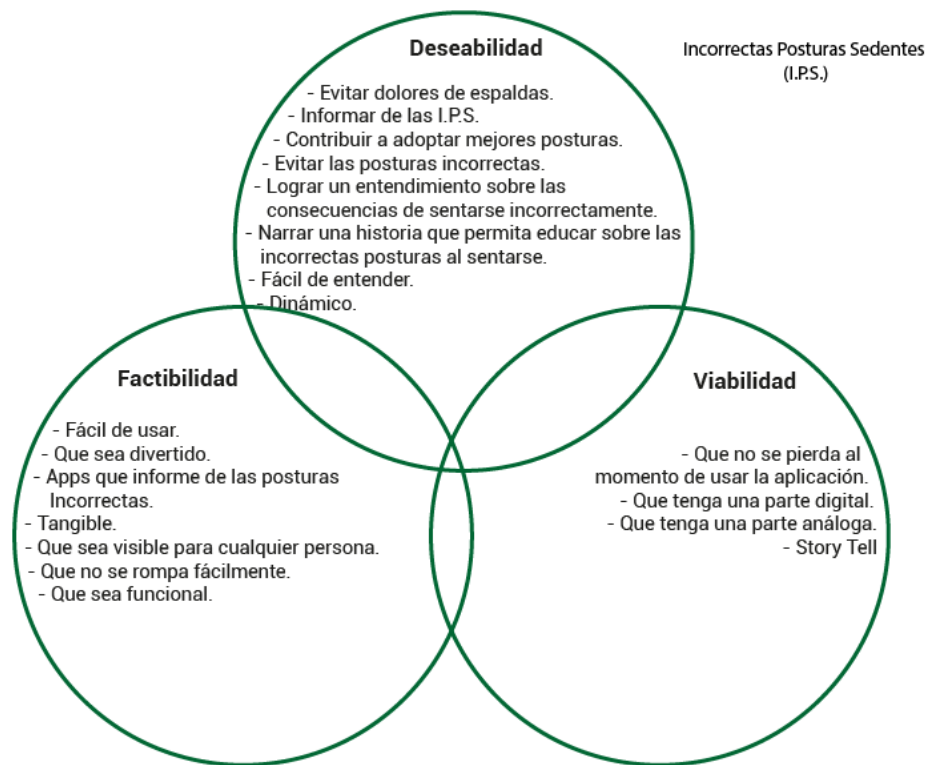 Deseabilidad
Incorrectas Posturas Sedentes
(I.P.S.)
- Evitar dolores de espaldas.
- Informar de las I.P.S.
- Contribuir a adoptar mejores posturas.
- Evitar las posturas incorrectas.
- Lograr un entendimiento sobre las
consecuencias de sentarse incorrectamente.
- Narrar una historia que permita educar sobre las
incorrectas posturas al sentarse.
- Fácil de entender.
- Dinámico.
Factibilidad
- Fácil de usar.
- Que sea divertido.
- Apps que informe de las posturas
Incorrectas.
- Tangible.
- Que sea visible para cualquier persona.
- Que no se rompa fácilmente.
- Que sea funcional.
Viabilidad
- Que no se pierda al
momento de usar la aplicación.
- Que tenga una parte digital.
- Que tenga una parte análoga.
- Story Tell